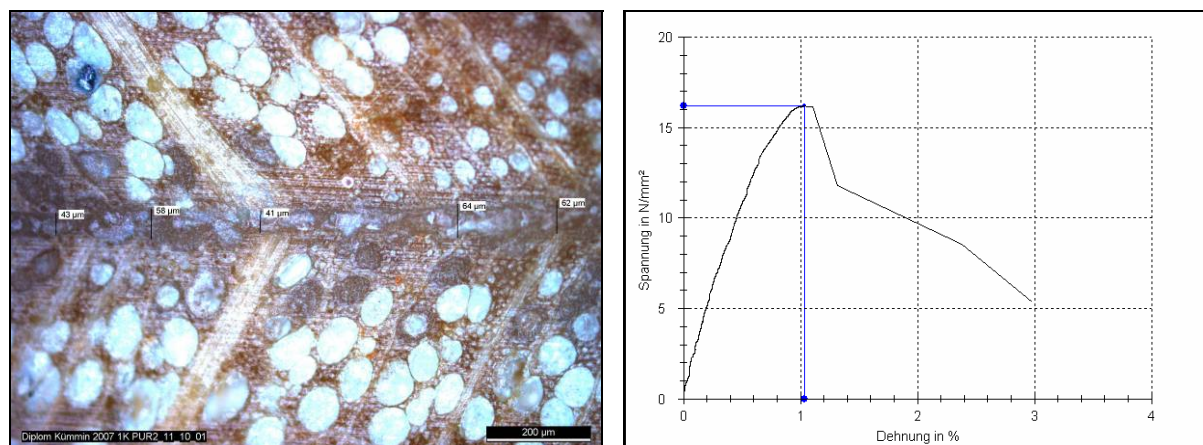 43 µm
58 µm
41 µm
64 µm
62 µm
Diplom Kümmin 2007 1K PUR2_11_10_01
200 µm
20
15
10
5
0
Spannung in N/mm²
0 1 2 3 4
Dehnung in %